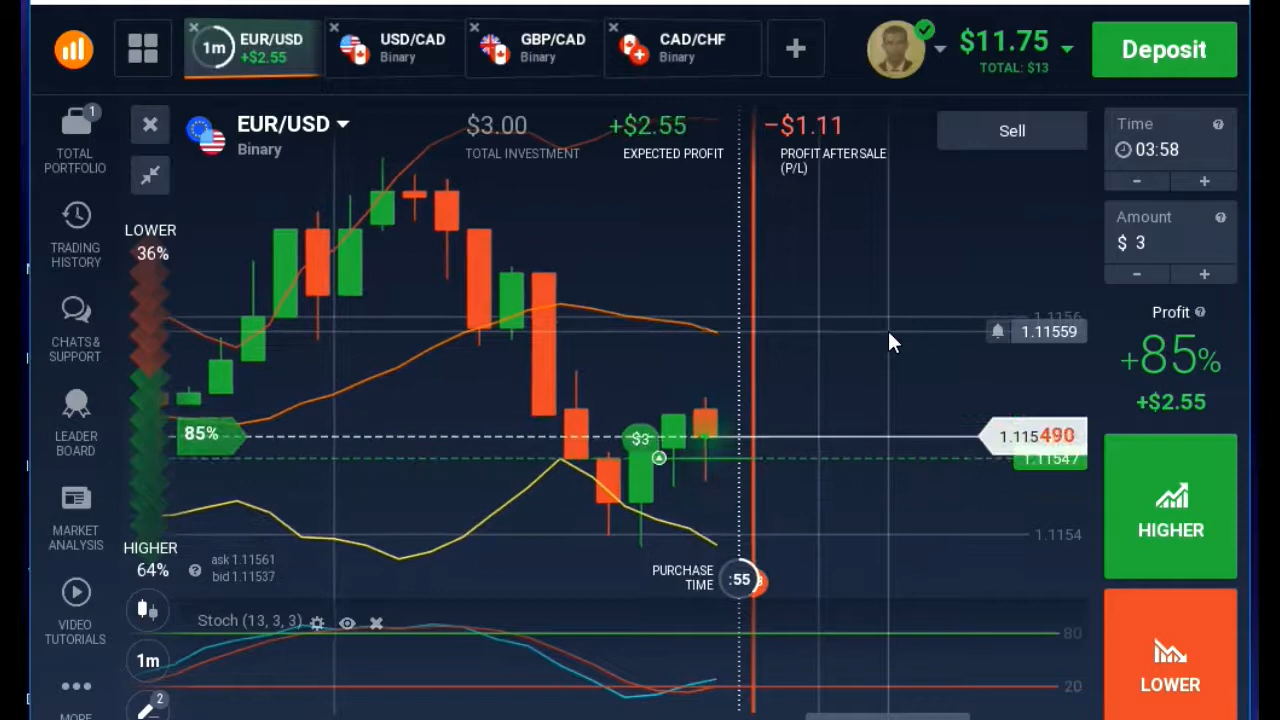 1m
EUR/USD
+$2.55
USD/CAD
Binary
GBP/CAD
Binary
CAD/CHF
Binary
$11.75
TOTAL: $13
Deposit
1
TOTAL
PORTFOLIO
TRADING
HISTORY
CHATS &
SUPPORT
LEADER
BOARD
MARKET
ANALYSIS
VIDEO
TUTORIALS
EUR/USD
Binary
$3.00
TOTAL INVESTMENT
+$2.55
EXPECTED PROFIT
-$1.11
PROFIT AFTER SALE
(P/L)
Sell
LOWER
36%
85%
$3
HIGHER
64%
ask 1.11561
bid 1.11537
PURCHASE
TIME
:55
1.1156
1.11559
1.115490
1.11547
1.1154
Stoch (13, 3, 3)
80
20
1m
2
Time
03:58
- +
Amount
$ 3
- +
Profit
+85%
+$2.55
HIGHER
LOWER